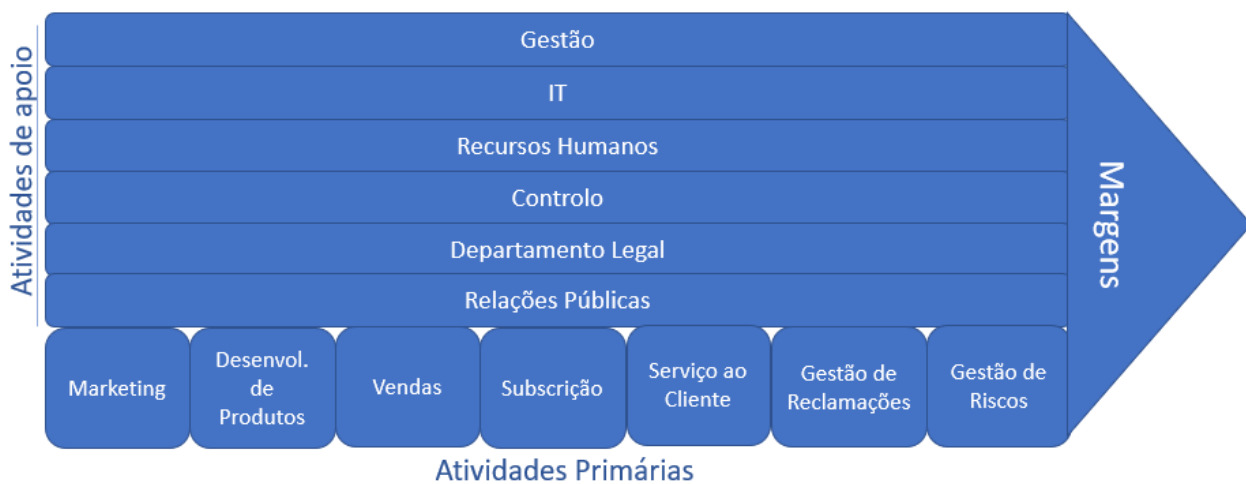 Atividades de apoio
Gestão
IT
Recursos Humanos
Controlo
Departamento Legal
Relações Públicas
Marketing
Desenvol.
de
Produtos
Vendas
Subscrição
Serviço ao
Cliente
Gestão de
Reclamações
Gestão de
Riscos
Margens
Atividades Primárias